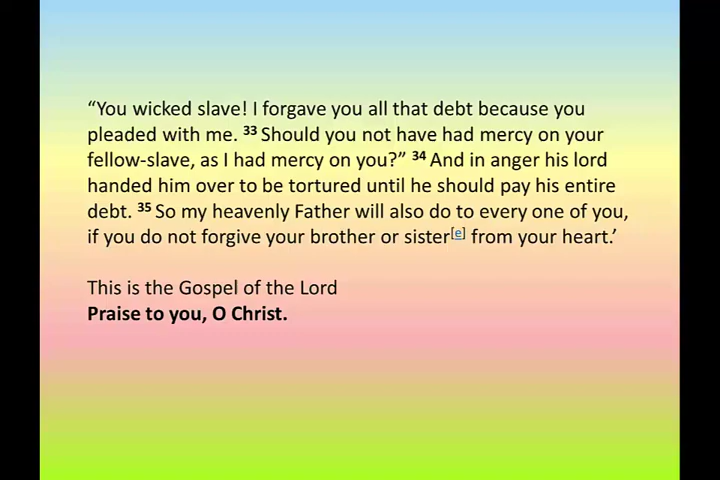 “You wicked slave! I forgave you all that debt because you
pleaded with me. 33 Should you not have had mercy on your
fellow-slave, as I had mercy on you?” 34 And in anger his lord
handed him over to be tortured until he should pay his entire
debt. 35 So my heavenly Father will also do to every one of you,
if you do not forgive your brother or sister[e] from your heart.’
This is the Gospel of the Lord
Praise to you, O Christ.